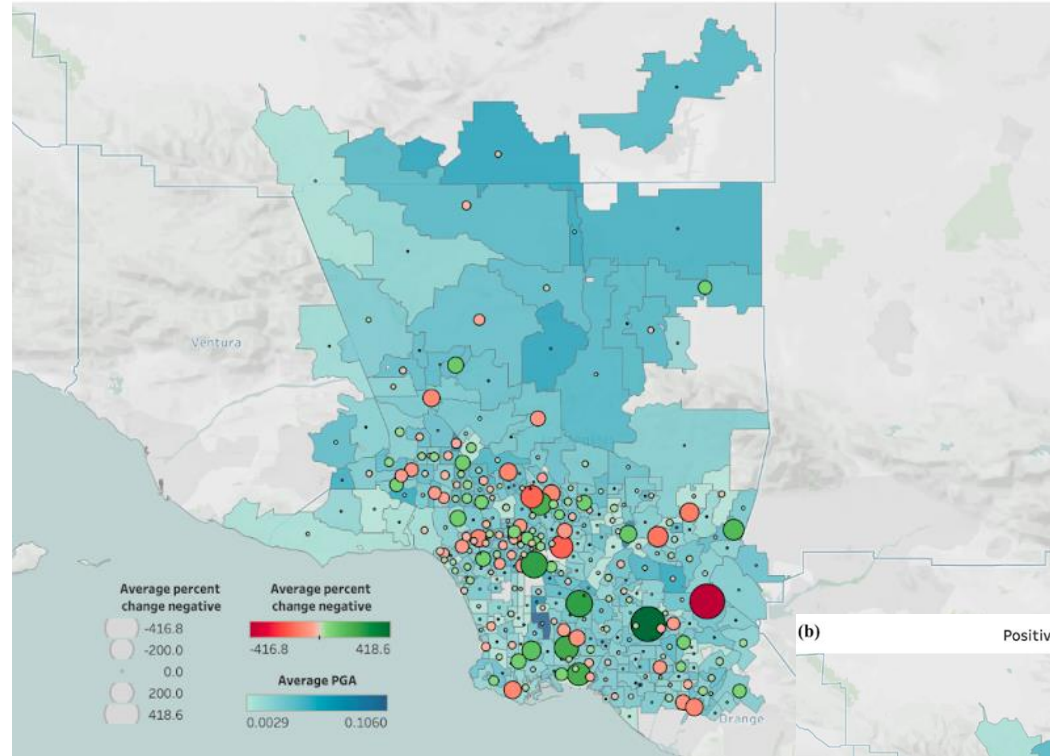 Ventura
Average percent
change negative
-416.8
-200.0
0.0
200.0
418.6
Average percent
change negative
-416.8
418.6
Average PGA
0.0029
0.1060
Orange
(b)
Positiv